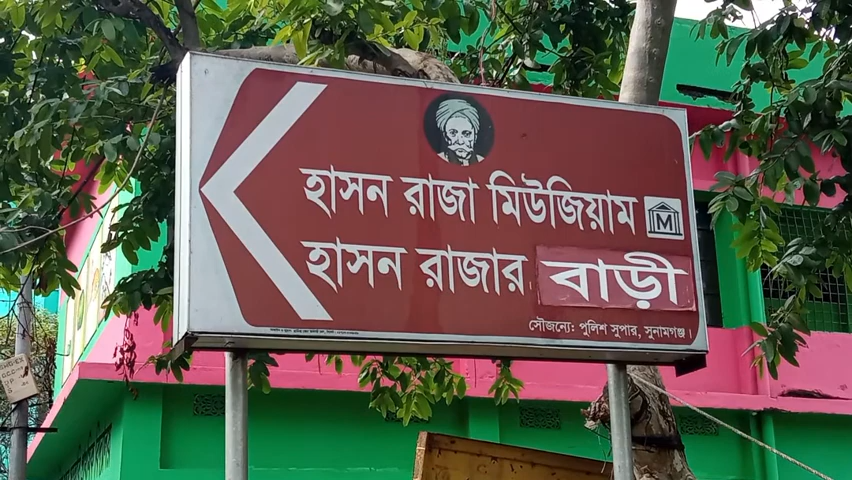 হাসন রাজা মিউজিয়াম
M
হাসন রাজার বাড়ী
সৌজন্যেঃ পুলিশ সুপার, সুনামগঞ্জ।